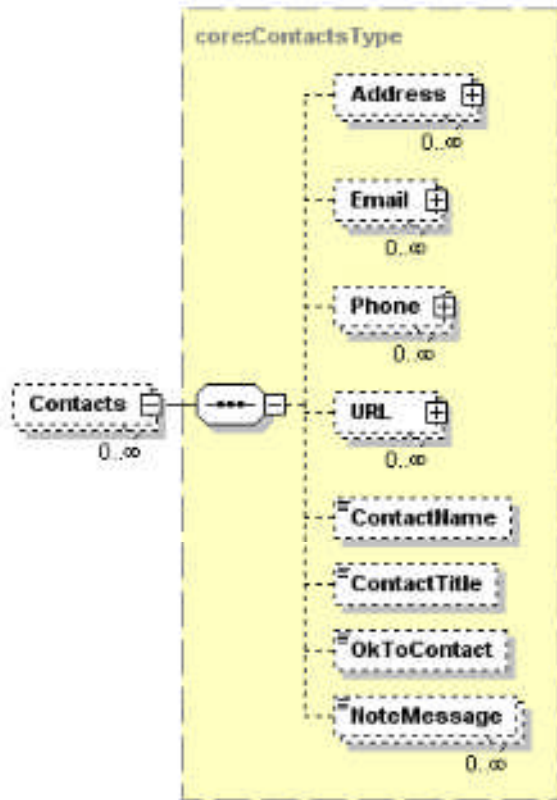 core:ContactsType
Address
0..∞
Email
0..∞
Phone
0..∞
Contacts
0..∞
URL
0..∞
ContactName
ContactTitle
OkToContact
NoteMessage
0..∞